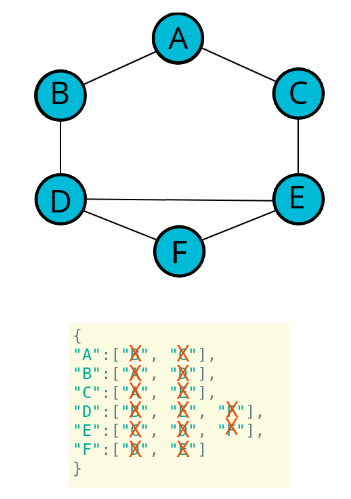 A
B C
D E
F
{
"A":["B", "C"],
"B":["A", "D"],
"C":["A", "E"],
"D":["B", "E", "F"],
"E":["C", "D", "F"],
"F":["D", "E"]
}